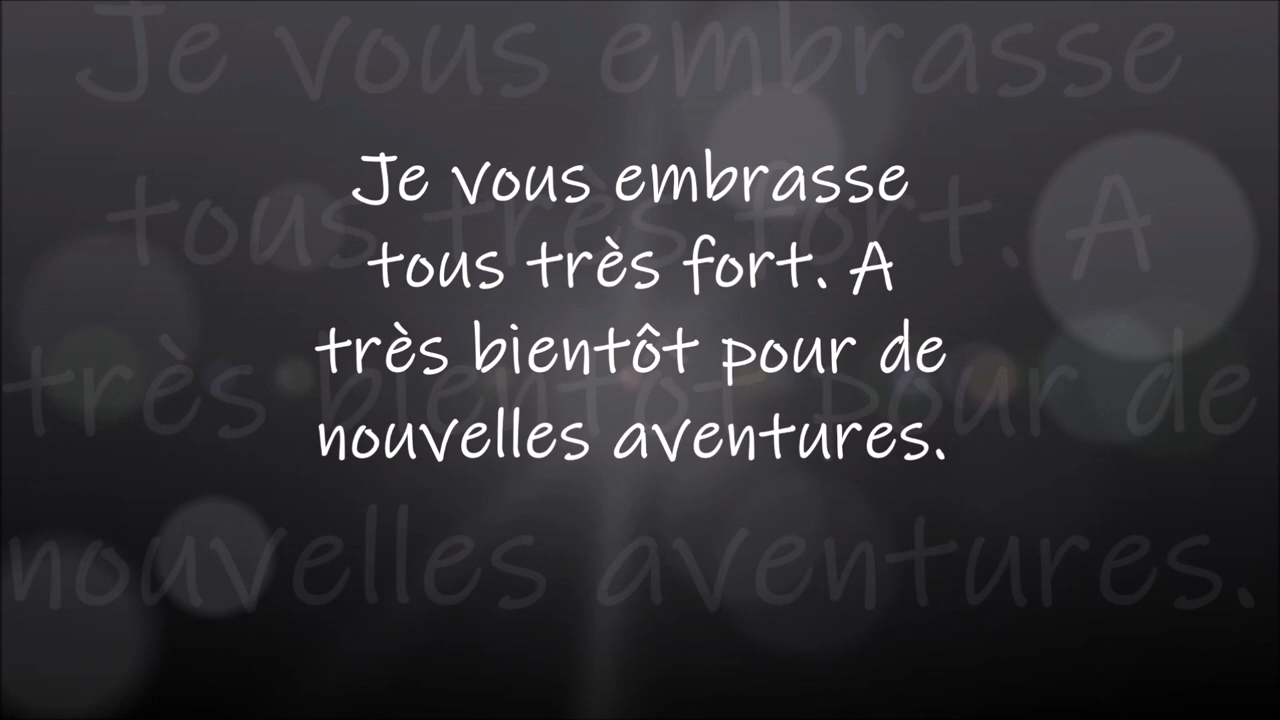 Je vous embrasse
tous très fort. A
très bientôt pour de
nouvelles aventures.